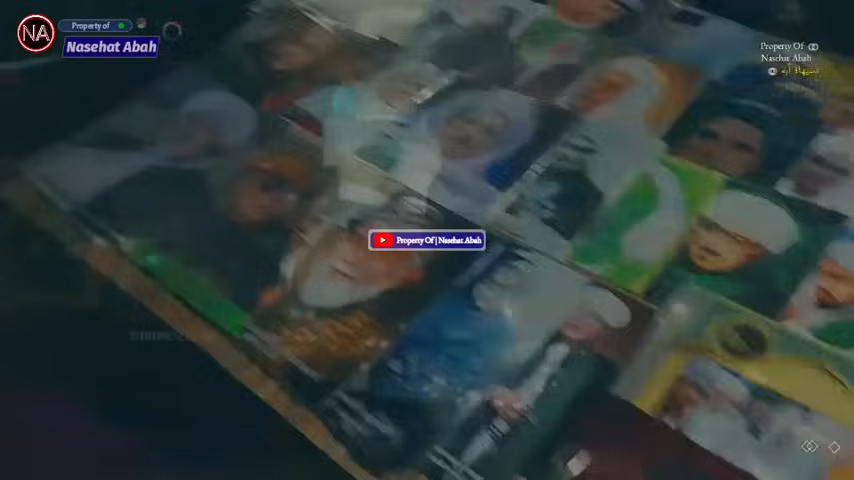 NA
Property of
Nasehat Abah
Property Of
Nasehat Abah
Property Of | Nasehat Abah